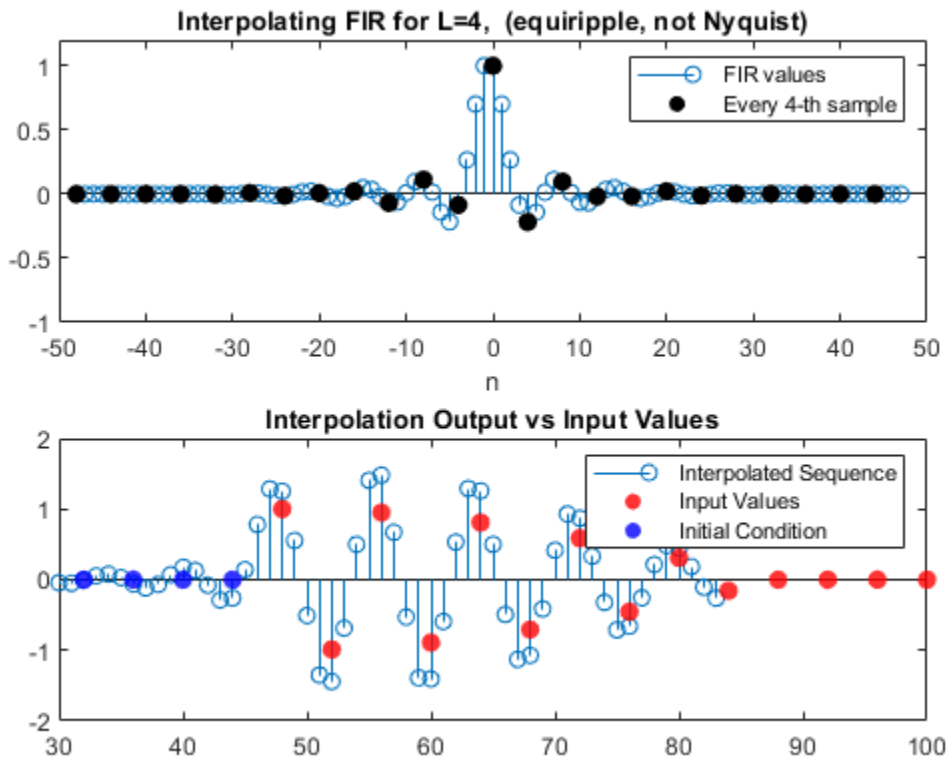 Interpolating FIR for L=4,  (equiripple, not Nyquist)
1
0.5
0
-0.5
-1
FIR values
Every 4-th sample
-50 -40 -30 -20 -10 0 10 20 30 40 50
n
Interpolation Output vs Input Values
2
1
0
-1
-2
Interpolated Sequence
Input Values
Initial Condition
30 40 50 60 70 80 90 100